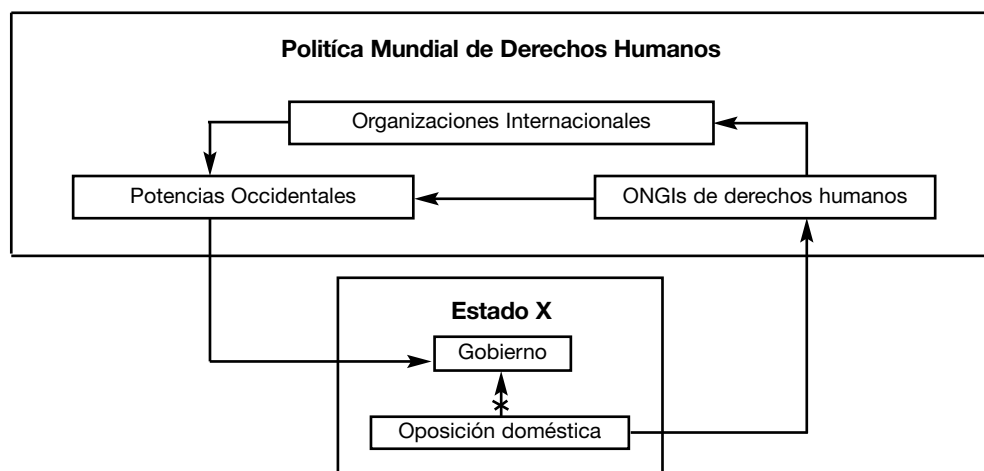 Politíca Mundial de Derechos Humanos
Organizaciones Internacionales
Potencias Occidentales
ONGIs de derechos humanos
Estado X
Gobierno
Oposición doméstica